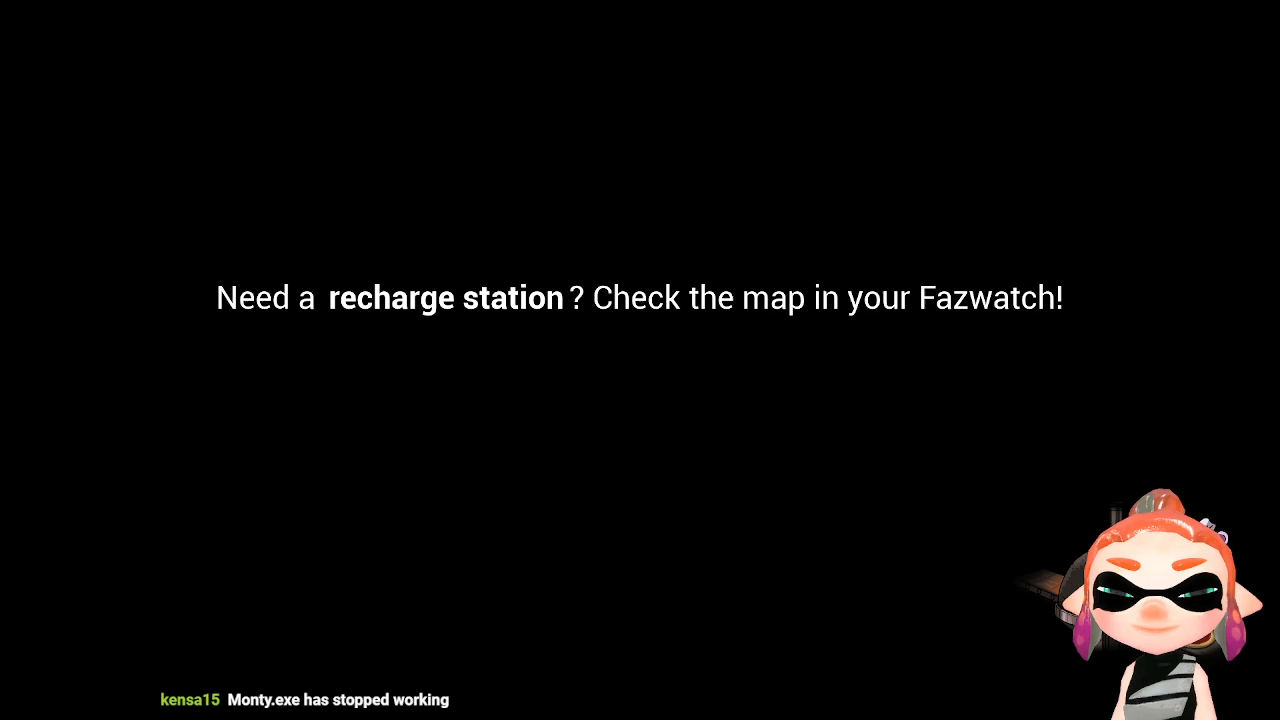 Need a recharge station? Check the map in your Fazwatch!
kensa15 Monty.exe has stopped working